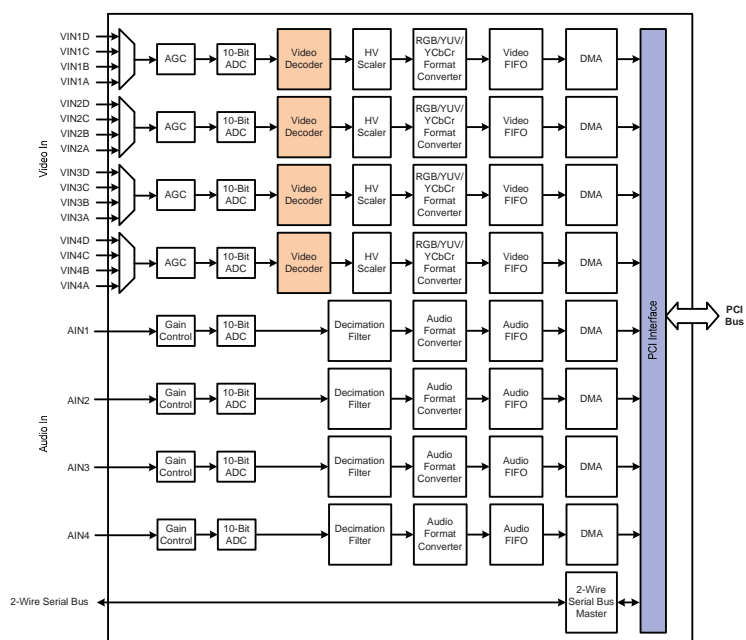 Video In
VIN1D
VIN1C
VIN1B
VIN1A
AGC
10-Bit
ADC
Video
Decoder
HV
Scaler
RGB/YUV/
YCbCr
Format
Converter
Video
FIFO
DMA
VIN2D
VIN2C
VIN2B
VIN2A
AGC
10-Bit
ADC
Video
Decoder
HV
Scaler
RGB/YUV/
YCbCr
Format
Converter
Video
FIFO
DMA
VIN3D
VIN3C
VIN3B
VIN3A
AGC
10-Bit
ADC
Video
Decoder
HV
Scaler
RGB/YUV/
YCbCr
Format
Converter
Video
FIFO
DMA
VIN4D
VIN4C
VIN4B
VIN4A
AGC
10-Bit
ADC
Video
Decoder
HV
Scaler
RGB/YUV/
YCbCr
Format
Converter
Video
FIFO
DMA
PCI Interface
PCI
Bus
Audio In
AIN1
Gain
Control
10-Bit
ADC
Decimation
Filter
Audio
Format
Converter
Audio
FIFO
DMA
AIN2
Gain
Control
10-Bit
ADC
Decimation
Filter
Audio
Format
Converter
Audio
FIFO
DMA
AIN3
Gain
Control
10-Bit
ADC
Decimation
Filter
Audio
Format
Converter
Audio
FIFO
DMA
AIN4
Gain
Control
10-Bit
ADC
Decimation
Filter
Audio
Format
Converter
Audio
FIFO
DMA
2-Wire Serial Bus
2-Wire
Serial Bus
Master